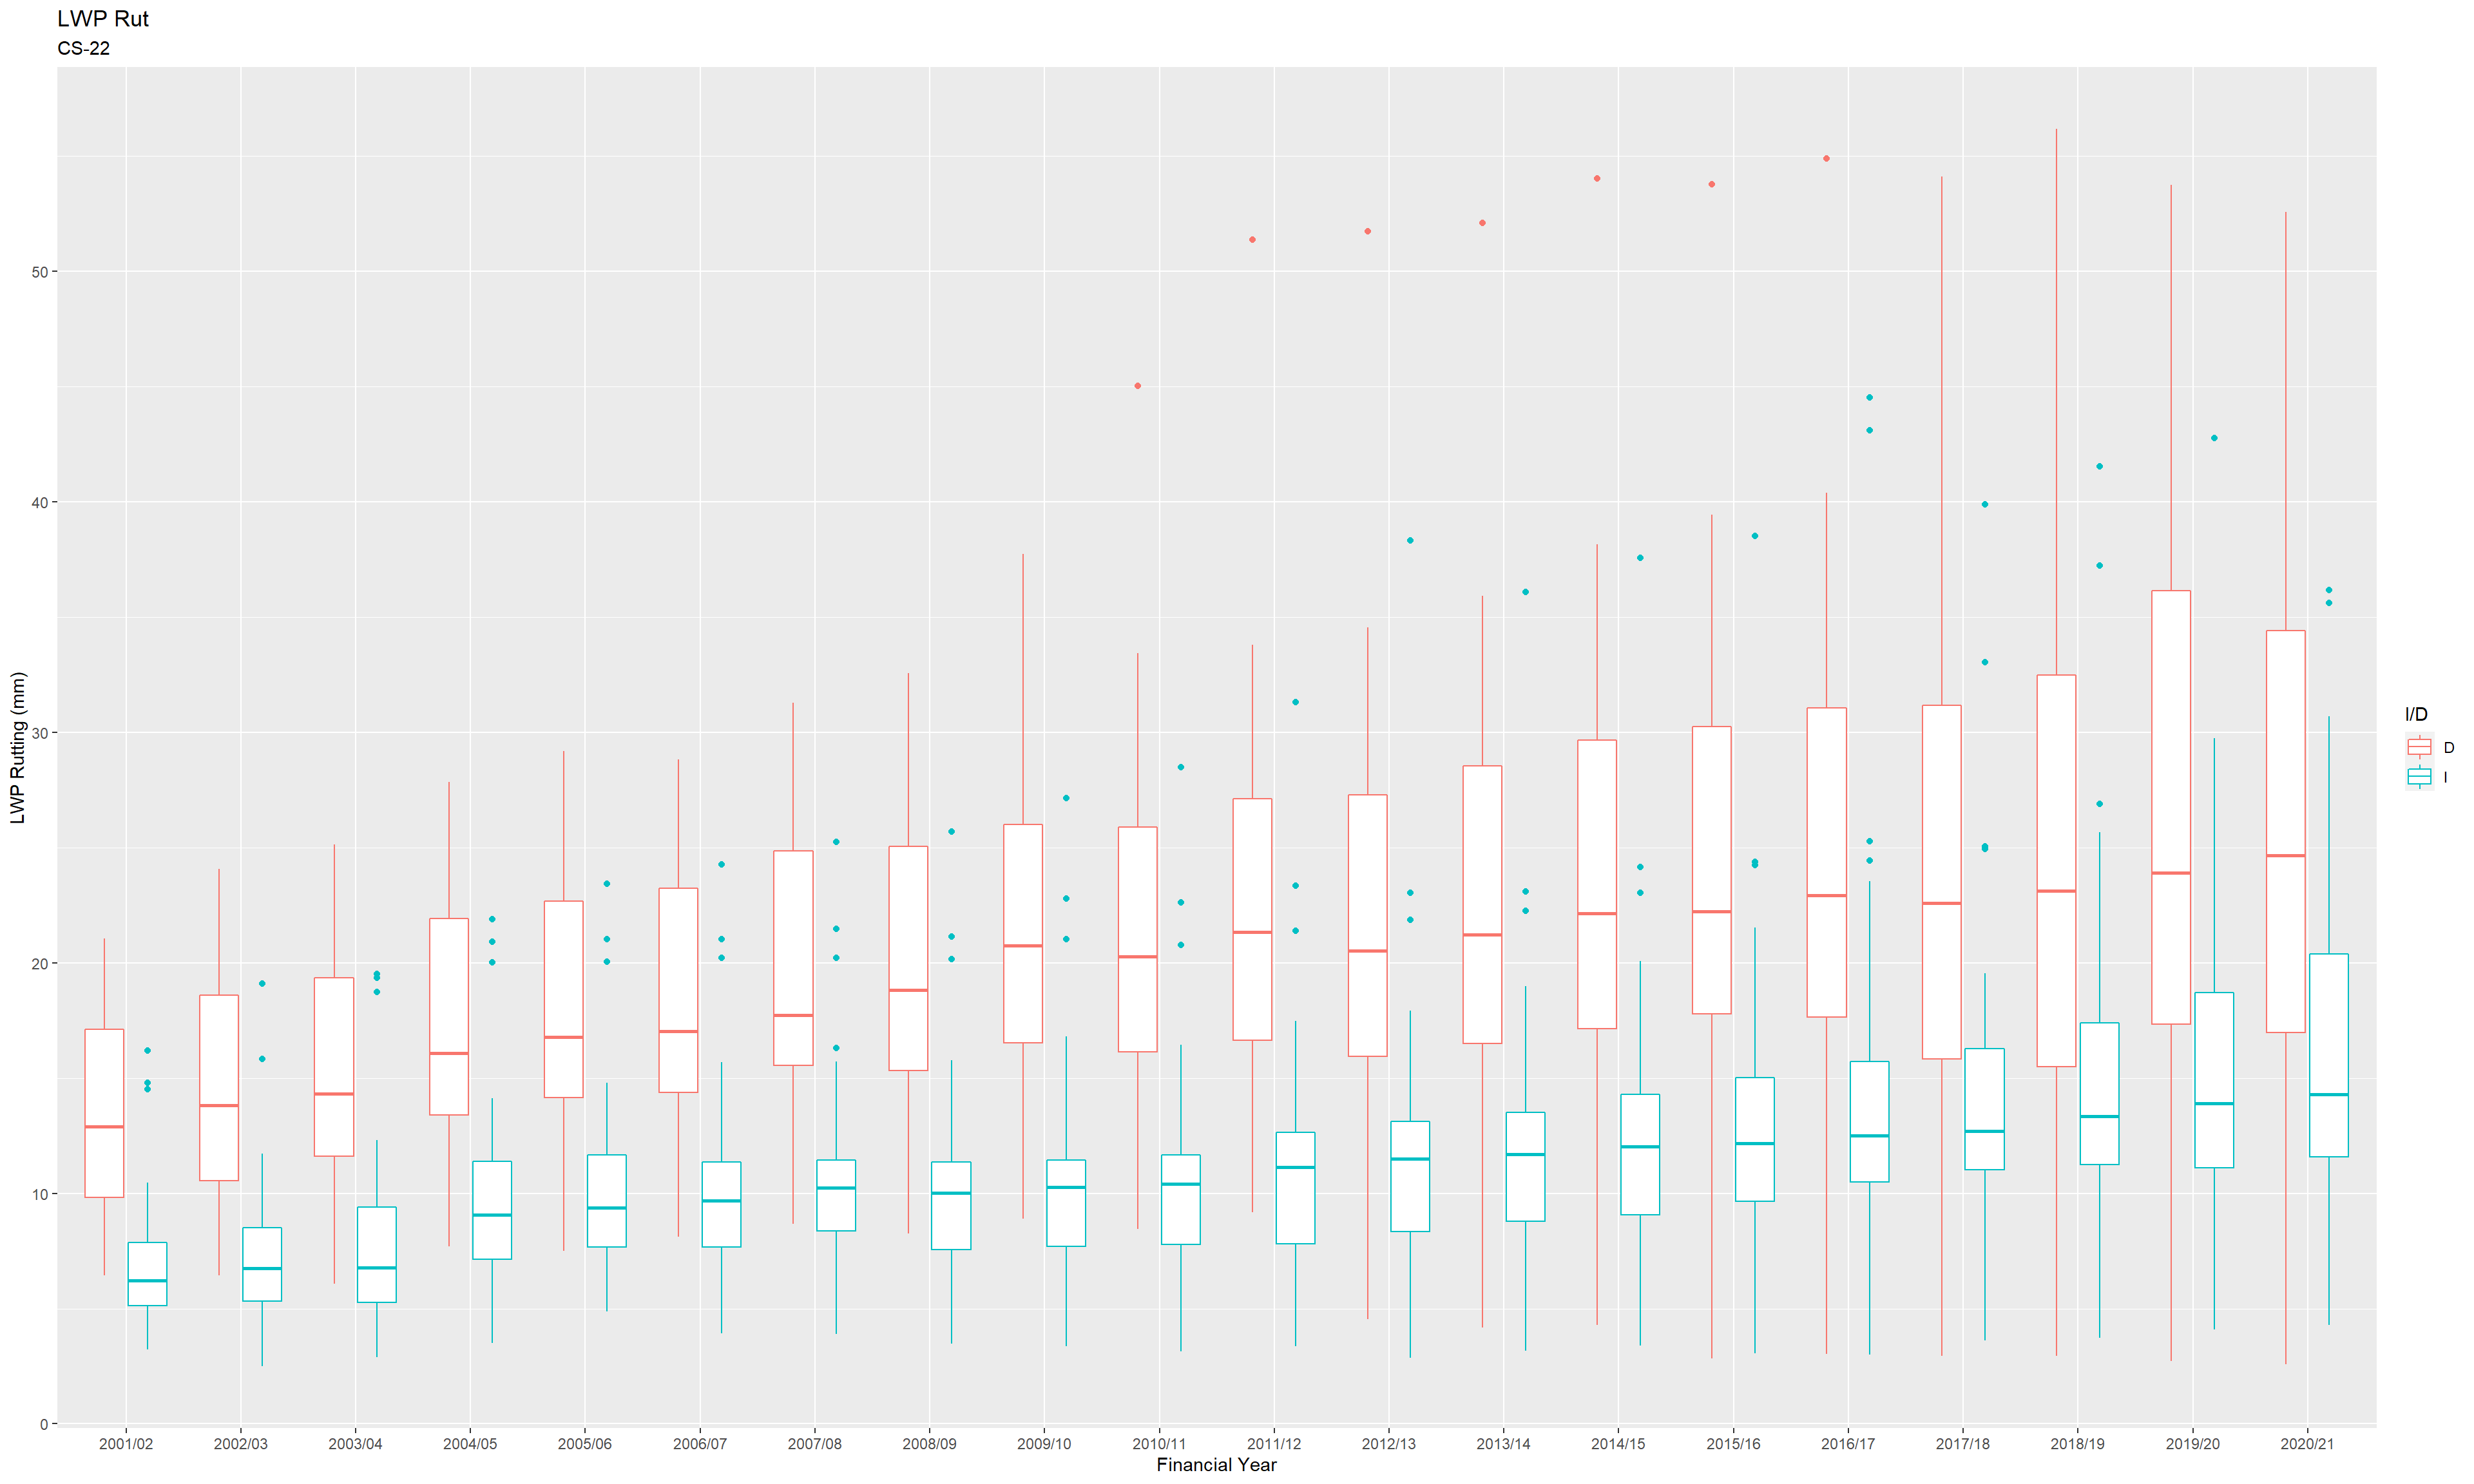 LWP Rut
CS-22
LWP Rutting (mm)
50
40
30
20
10
0
2001/02 2002/03 2003/04 2004/05 2005/06 2006/07 2007/08 2008/09 2009/10 2010/11 2011/12 2012/13 2013/14 2014/15 2015/16 2016/17 2017/18 2018/19 2019/20 2020/21
Financial Year
I/D
D
I